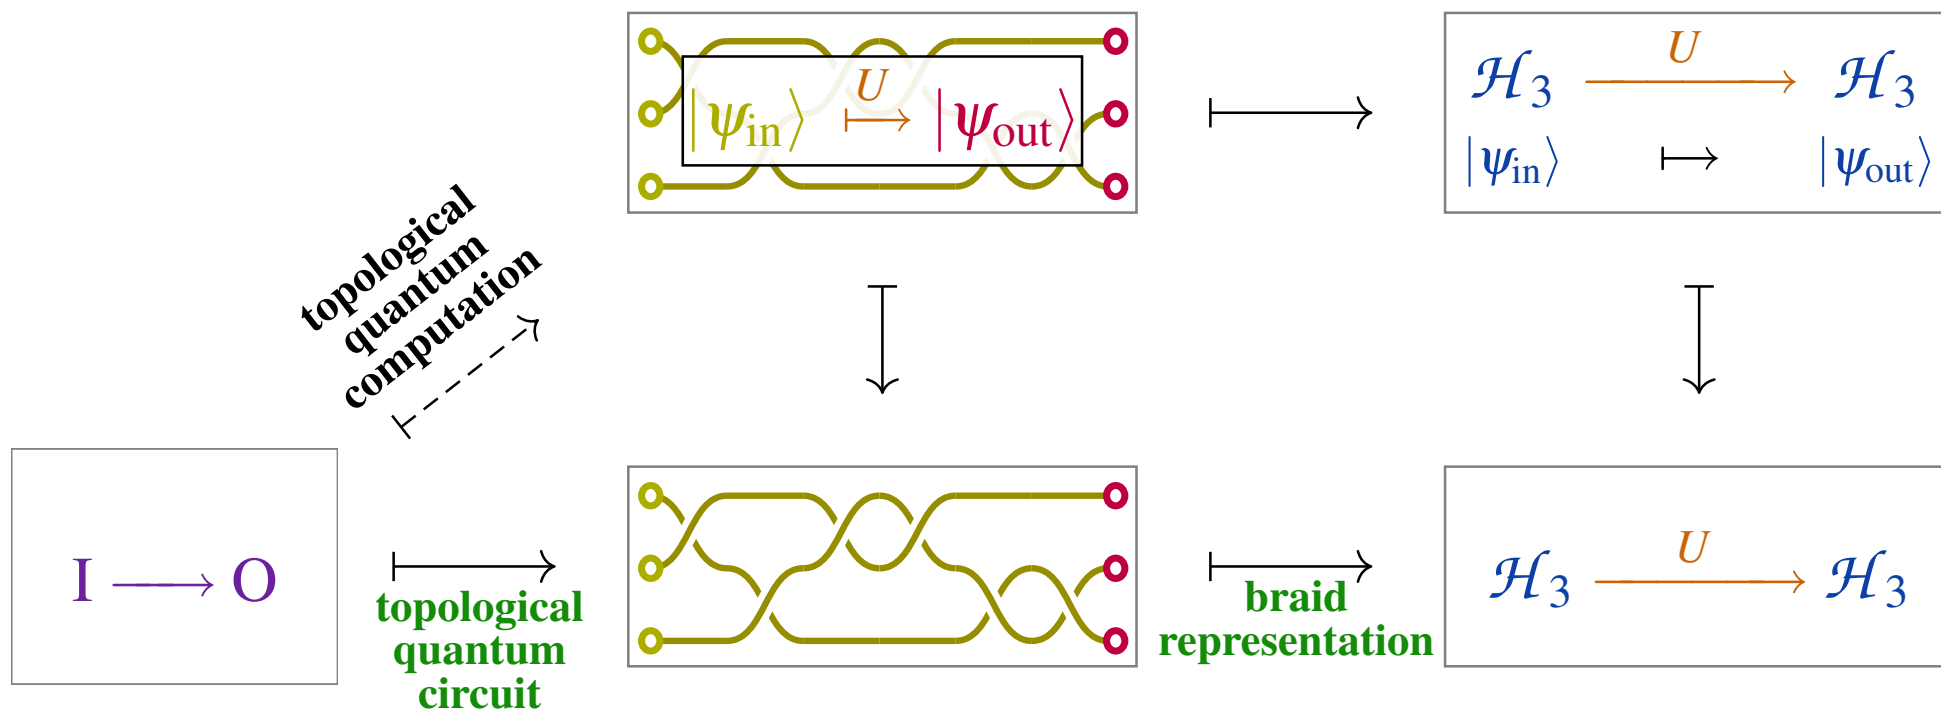 U
|ψin⟩ ↦ |ψout⟩
U
ℋ3 ⟶ ℋ3
|ψin⟩ ↦ |ψout⟩
topological
quantum
computation
I ⟶ O
topological
quantum
circuit
braid
representation
U
ℋ3 ⟶ ℋ3